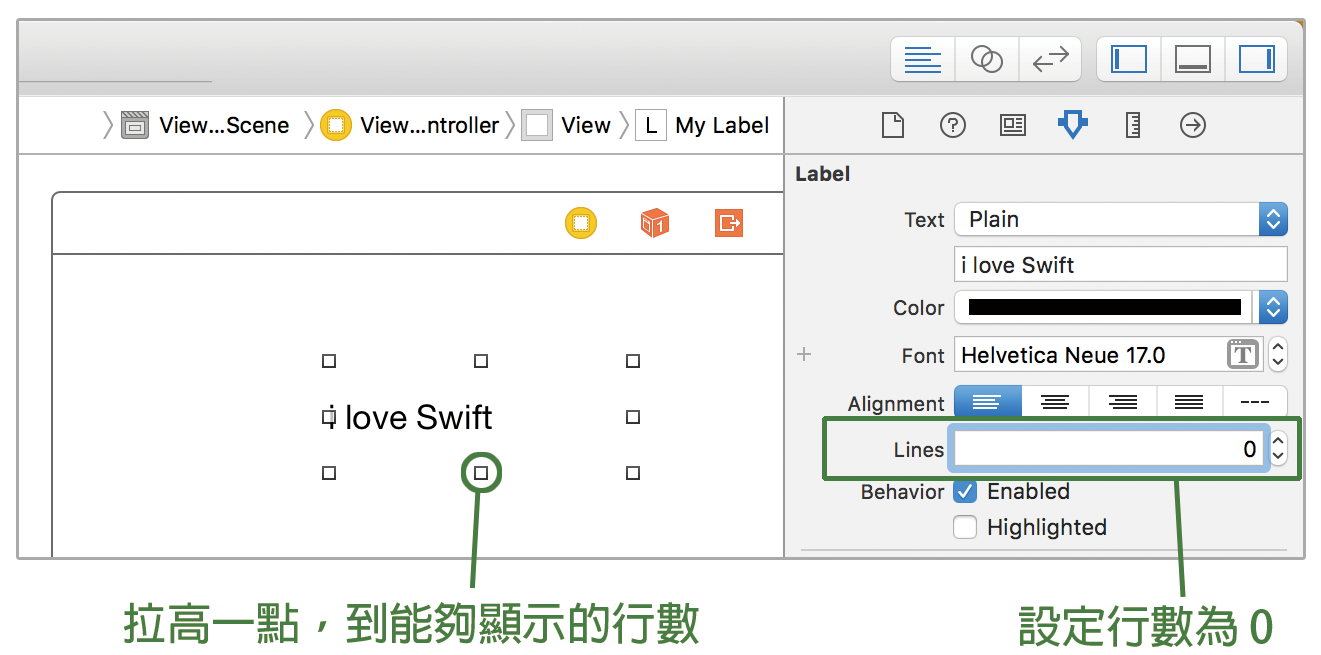 View...Scene View...ntroller View L My Label
Label
Text Plain
i love Swift
Color
Font Helvetica Neue 17.0 T
Alignment
Lines 0
Behavior Enabled
Highlighted
1
i love Swift
拉高一點，到能夠顯示的行數
設定行數為 0